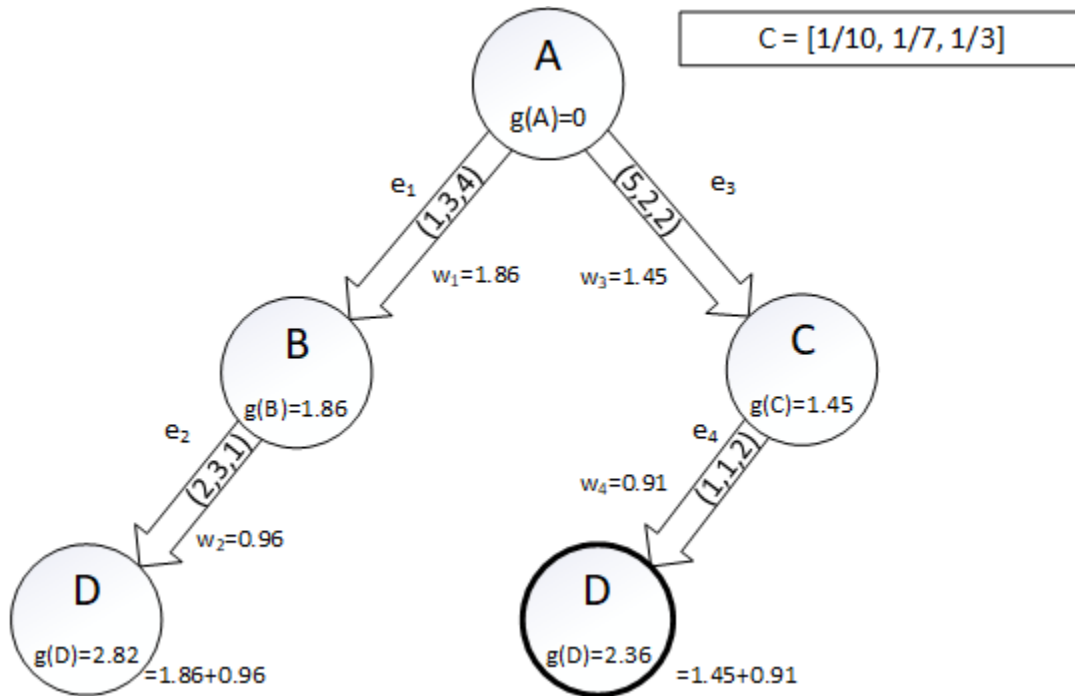 C = [1/10, 1/7, 1/3]
A
g(A)=0
e₁
(1,3,4)
(5,2,2)
e₃
w₁=1.86
w₃=1.45
B
g(B)=1.86
C
g(C)=1.45
e₂
(2,3,1)
w₂=0.96
e₄
(1,1,2)
w₄=0.91
D
g(D)=2.82
=1.86+0.96
D
g(D)=2.36
=1.45+0.91